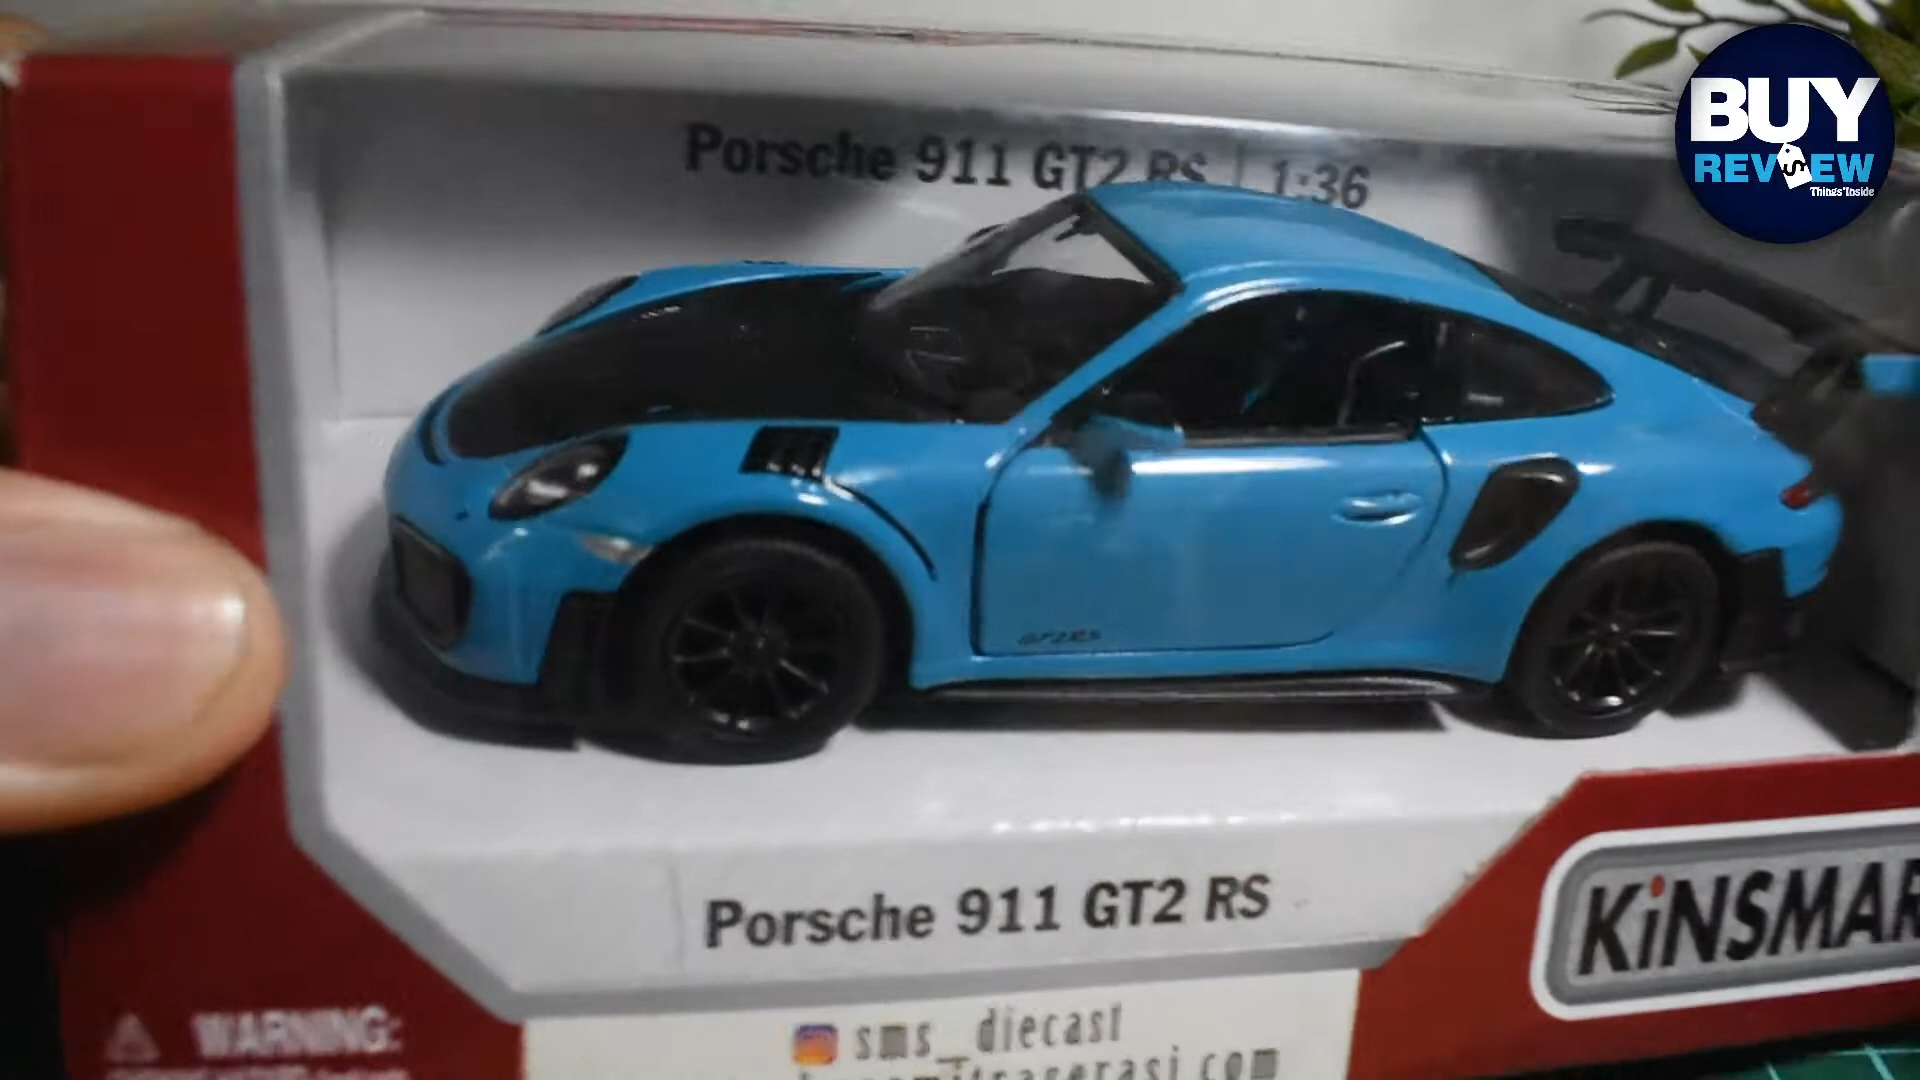 BUY
REVIEW
Things'Inside
Porsche 911 GT2 RS | 1:36
GT2RS
Porsche 911 GT2 RS
KiNSMAR
WARNING:
sms_diecast